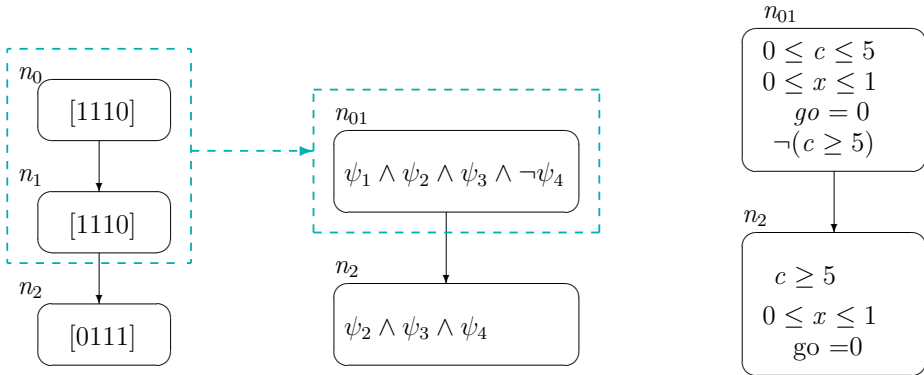 n₀
[1110]
n₁
[1110]
n₂
[0111]
n₀₁
ψ₁ ∧ ψ₂ ∧ ψ₃ ∧ ¬ψ₄
n₂
ψ₂ ∧ ψ₃ ∧ ψ₄
n₀₁
0 ≤ c ≤ 5
0 ≤ x ≤ 1
go = 0
¬(c ≥ 5)
n₂
c ≥ 5
0 ≤ x ≤ 1
go =0